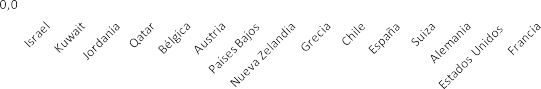 0,0
Israel
Kuwait
Jordania
Qatar
Bélgica
Austria
Países Bajos
Nueva Zelandia
Grecia
Chile
España
Suiza
Alemania
Estados Unidos
Francia